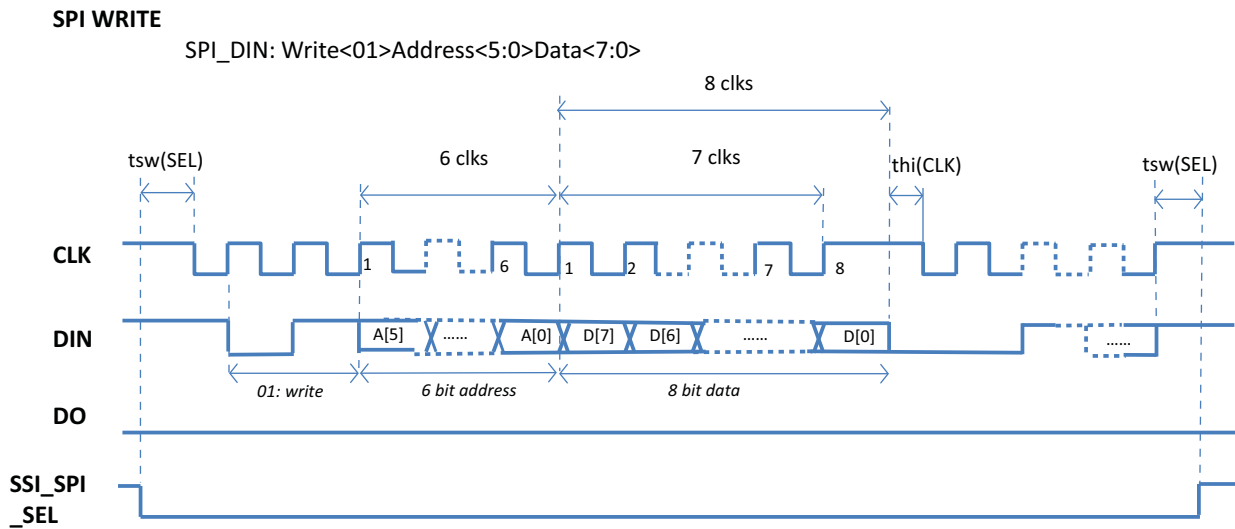 SPI WRITE
SPI_DIN: Write<01>Address<5:0>Data<7:0>
8 clks
tsw(SEL)
6 clks
7 clks
thi(CLK)
tsw(SEL)
CLK
1
6
1
2
7
8
DIN
A[5]
......
A[0]
D[7]
D[6]
......
D[0]
......
01: write
6 bit address
8 bit data
DO
SSI_SPI
_SEL